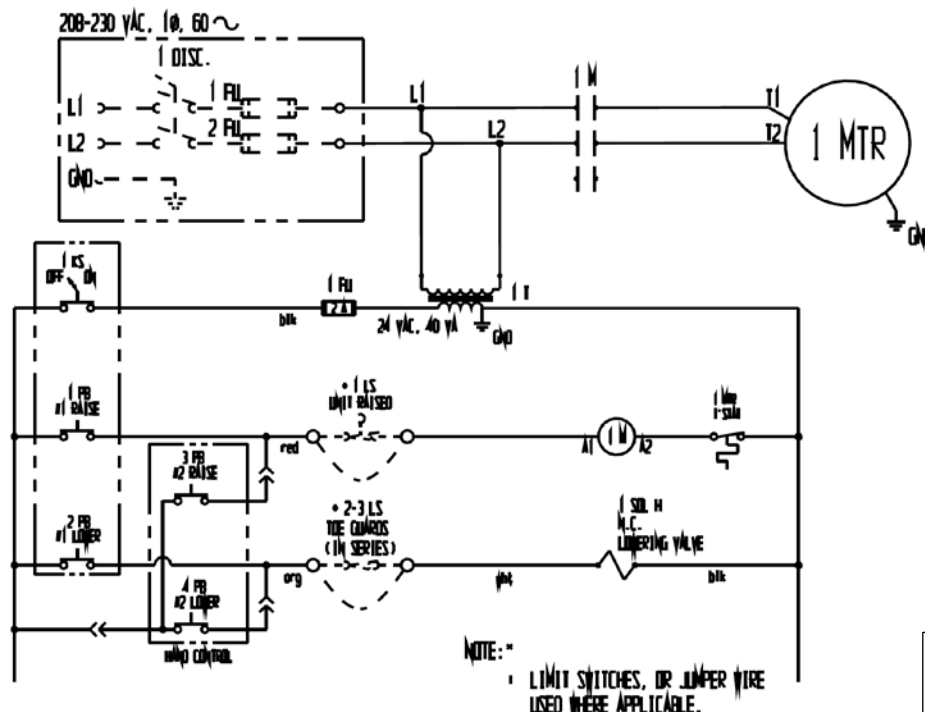 208-230 VAC, 1Ø, 60 ~
1 DISC.
L1
1 FU
L2
2 FU
GND
L1
L2
1 M
T1
T2
1 MTR
GND
1 KS
OFF ON
blk
1 FU
2 A
24 VAC, 40 VA
1 T
GND
1 PB
#1 RAISE
red
* 1 LS
UNIT RAISED
A1
1 M
A2
1 MTR
3 PB
#2 RAISE
2 PB
#1 LOWER
org
* 2-3 LS
TOE GUARDS
(IN SERIES)
1 SOL
LOWERING VALVE
blk
4 PB
#2 LOWER
HAND CONTROL
NOTE: *
LIMIT SWITCHES, OR JUMPER WIRE
USED WHERE APPLICABLE.